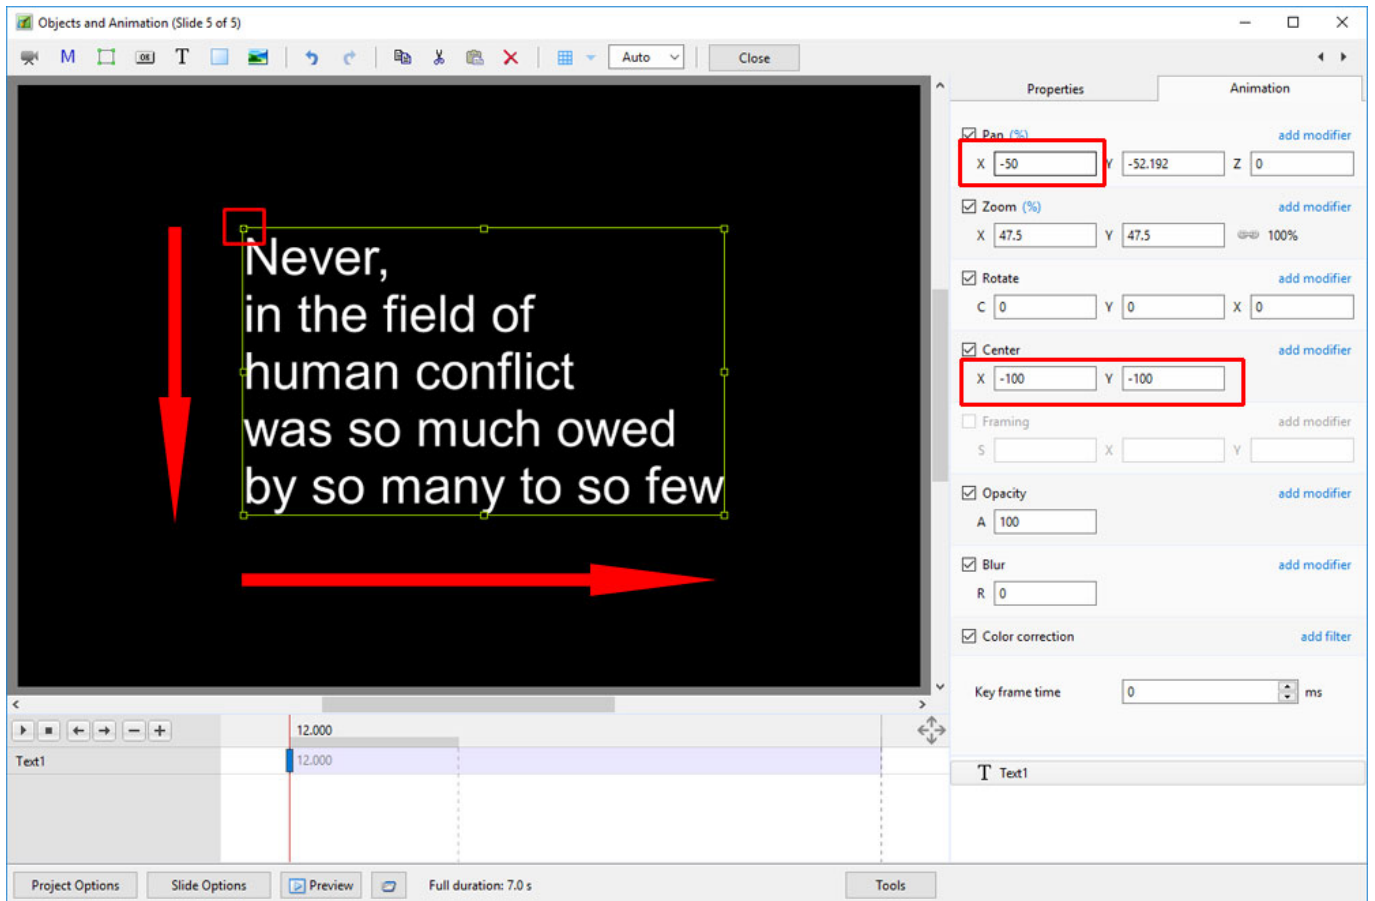 Objects and Animation (Slide 5 of 5)
M OK T Auto Close
Properties Animation
Pan (%) add modifier
X -50 Y -52.192 Z 0
Zoom (%) add modifier
X 47.5 Y 47.5 100%
Rotate add modifier
C 0 Y 0 X 0
Center add modifier
X -100 Y -100
Framing add modifier
S X Y
Opacity add modifier
A 100
Blur add modifier
R 0
Color correction add filter
Key frame time 0 ms
T Text1
Never,
in the field of
human conflict
was so much owed
by so many to so few
12.000
Text1 12.000
Project Options Slide Options Preview Full duration: 7.0 s Tools